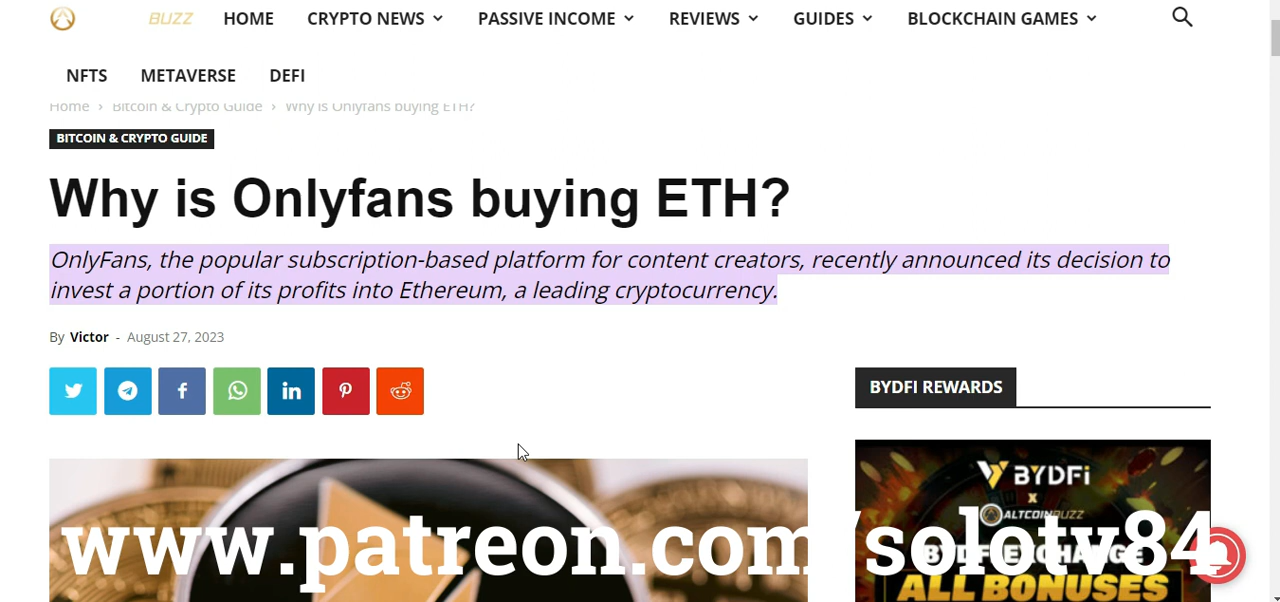 BUZZ HOME CRYPTO NEWS PASSIVE INCOME REVIEWS GUIDES BLOCKCHAIN GAMES
NFTS METAVERSE DEFI
Home › Bitcoin & Crypto Guide › Why is Onlyfans buying ETH?
BITCOIN & CRYPTO GUIDE
Why is Onlyfans buying ETH?
OnlyFans, the popular subscription-based platform for content creators, recently announced its decision to
invest a portion of its profits into Ethereum, a leading cryptocurrency.
By Victor - August 27, 2023
BYDFI REWARDS
BYDFi
X
ALTCOINBUZZ
www.patreon.com/solotv84
BYDFI EXCHANGE
ALL BONUSES